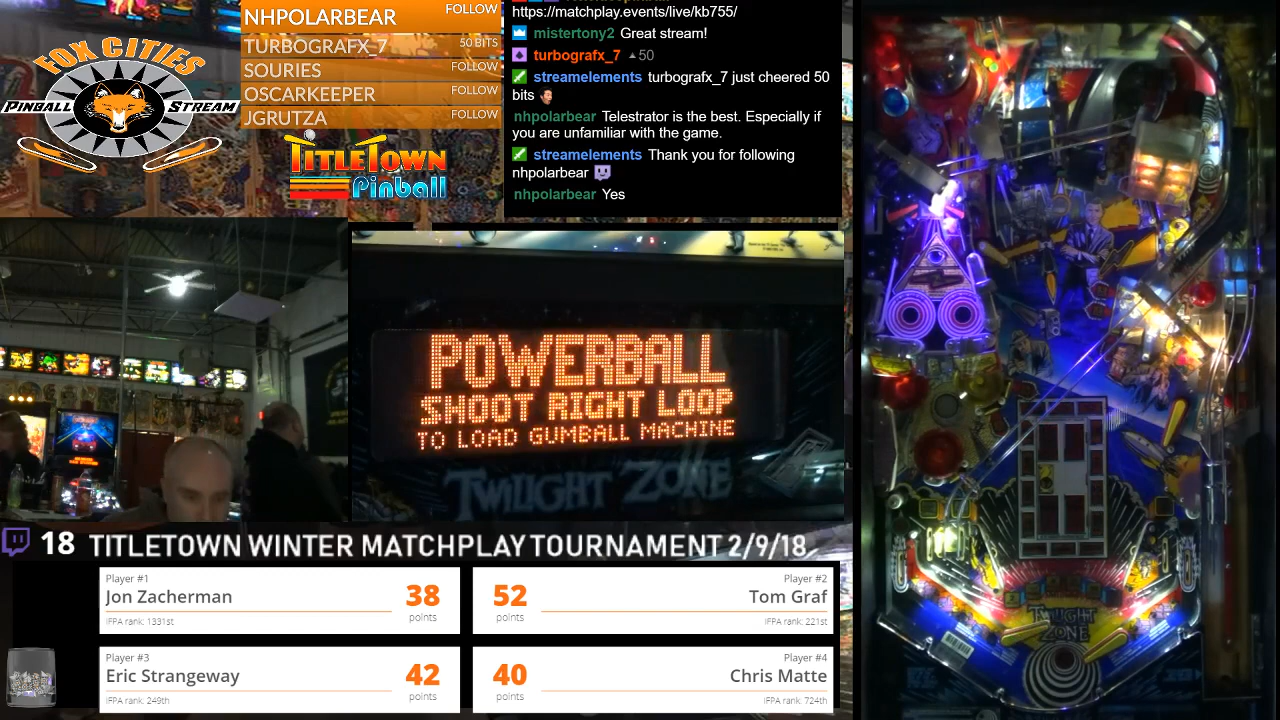 FOX CITIES
PINBALL STREAM
NHPOLARBEAR FOLLOW
TURBOGRAFX_7 50 BITS
SOURIES FOLLOW
OSCARKEEPER FOLLOW
JGRUTZA FOLLOW
TITLETOWN
Pinball
https://matchplay.events/live/kb755/
mistertony2 Great stream!
turbografx_7 50
streamelements turbografx_7 just cheered 50
bits
nhpolarbear Telestrator is the best. Especially if
you are unfamiliar with the game.
streamelements Thank you for following
nhpolarbear
nhpolarbear Yes
POWERBALL
SHOOT RIGHT LOOP
TO LOAD GUMBALL MACHINE
TWILIGHT ZONE
18 TITLETOWN WINTER MATCHPLAY TOURNAMENT 2/9/18
Player #1
Jon Zacherman
IFPA rank: 1331st
38
points
Player #2
Tom Graf
IFPA rank: 221st
52
points
Player #3
Eric Strangeway
IFPA rank: 249th
42
points
Player #4
Chris Matte
IFPA rank: 724th
40
points
TWILIGHT
ZONE